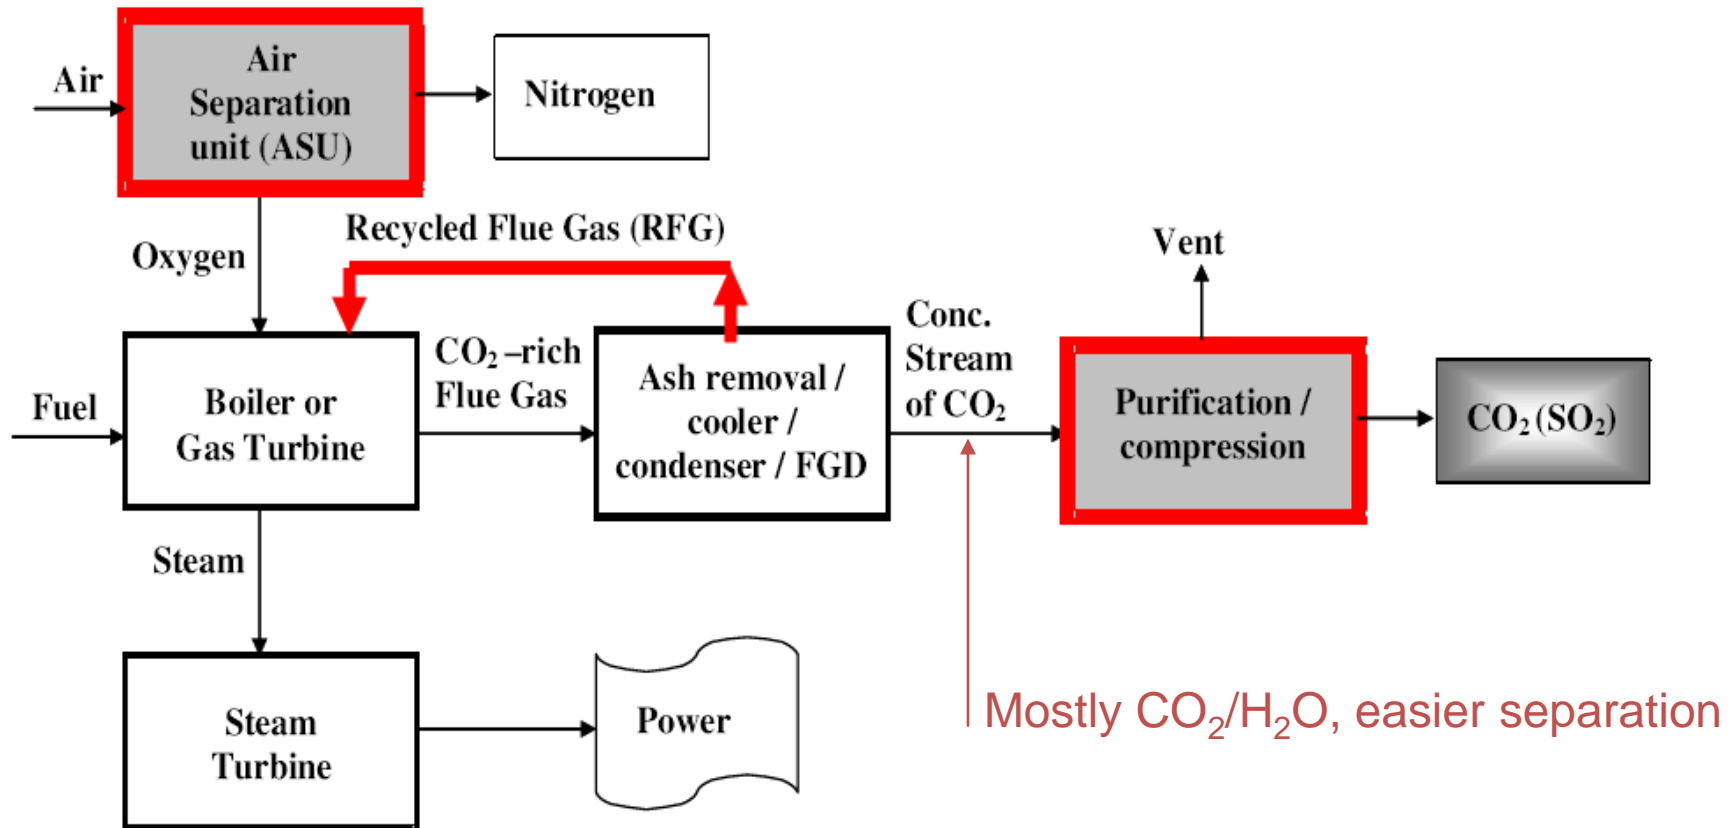 Air
Air
Separation
unit (ASU)
Nitrogen
Oxygen
Recycled Flue Gas (RFG)
Vent
Fuel
Boiler or
Gas Turbine
CO₂ –rich
Flue Gas
Ash removal /
cooler /
condenser / FGD
Conc.
Stream
of CO₂
Purification /
compression
CO₂ (SO₂)
Steam
Steam
Turbine
Power
Mostly CO₂/H₂O, easier separation